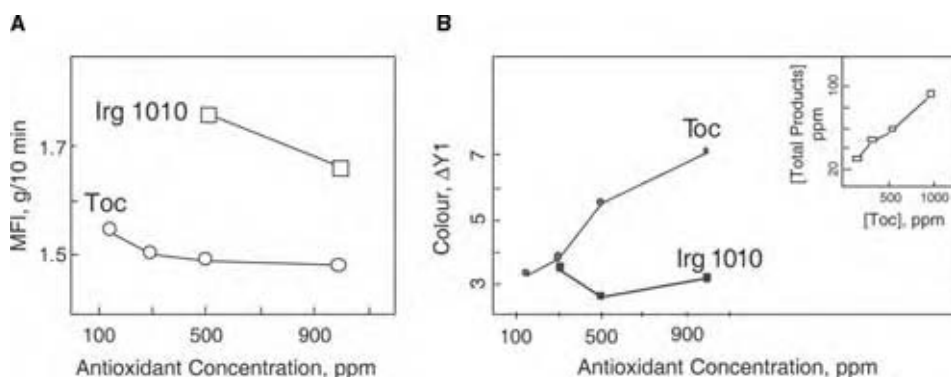 A
MFI, g/10 min
1.7
1.5
Irg 1010
Toc
100 500 900
Antioxidant Concentration, ppm
B
Colour, ΔY1
7
5
3
Toc
Irg 1010
100 500 900
Antioxidant Concentration, ppm
[Total Products]
ppm
100
20
500 1000
[Toc], ppm